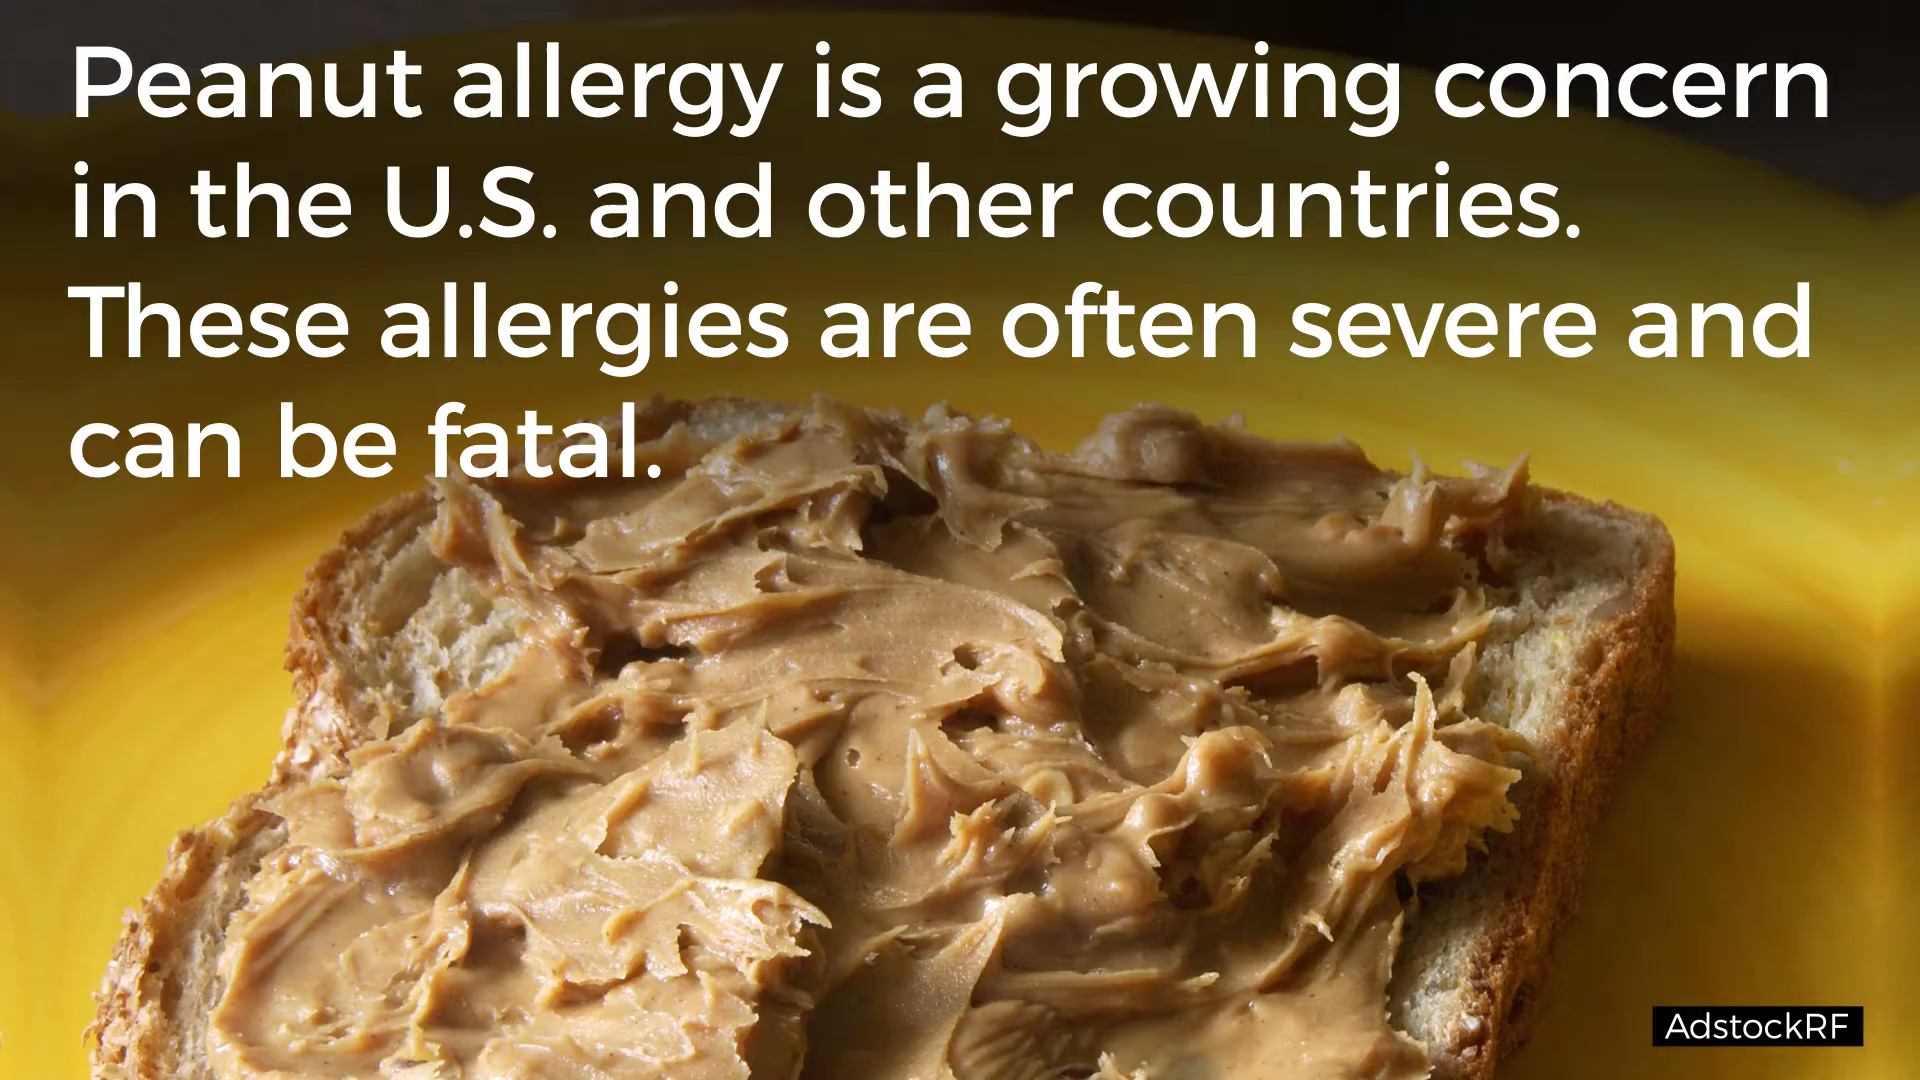 Peanut allergy is a growing concern
in the U.S. and other countries.
These allergies are often severe and
can be fatal.
AdstockRF